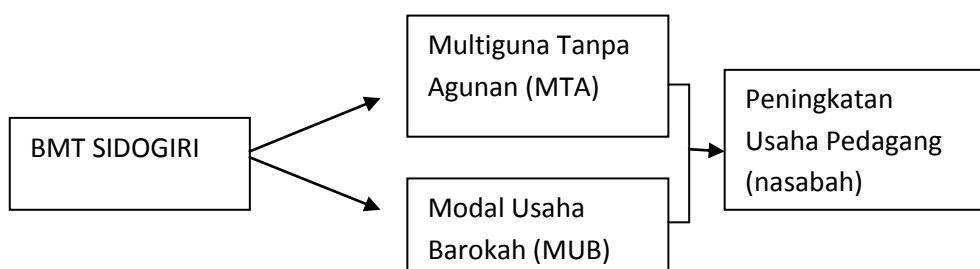 BMT SIDOGIRI
Multiguna Tanpa
Agunan (MTA)
Modal Usaha
Barokah (MUB)
Peningkatan
Usaha Pedagang
(nasabah)